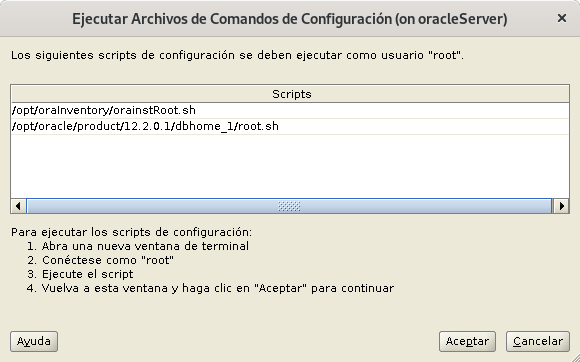 Ejecutar Archivos de Comandos de Configuración (on oracleServer)
Los siguientes scripts de configuración se deben ejecutar como usuario "root".
Scripts
/opt/oraInventory/orainstRoot.sh
/opt/oracle/product/12.2.0.1/dbhome_1/root.sh
Para ejecutar los scripts de configuración:
1. Abra una nueva ventana de terminal
2. Conéctese como "root"
3. Ejecute el script
4. Vuelva a esta ventana y haga clic en "Aceptar" para continuar
Ayuda Aceptar Cancelar